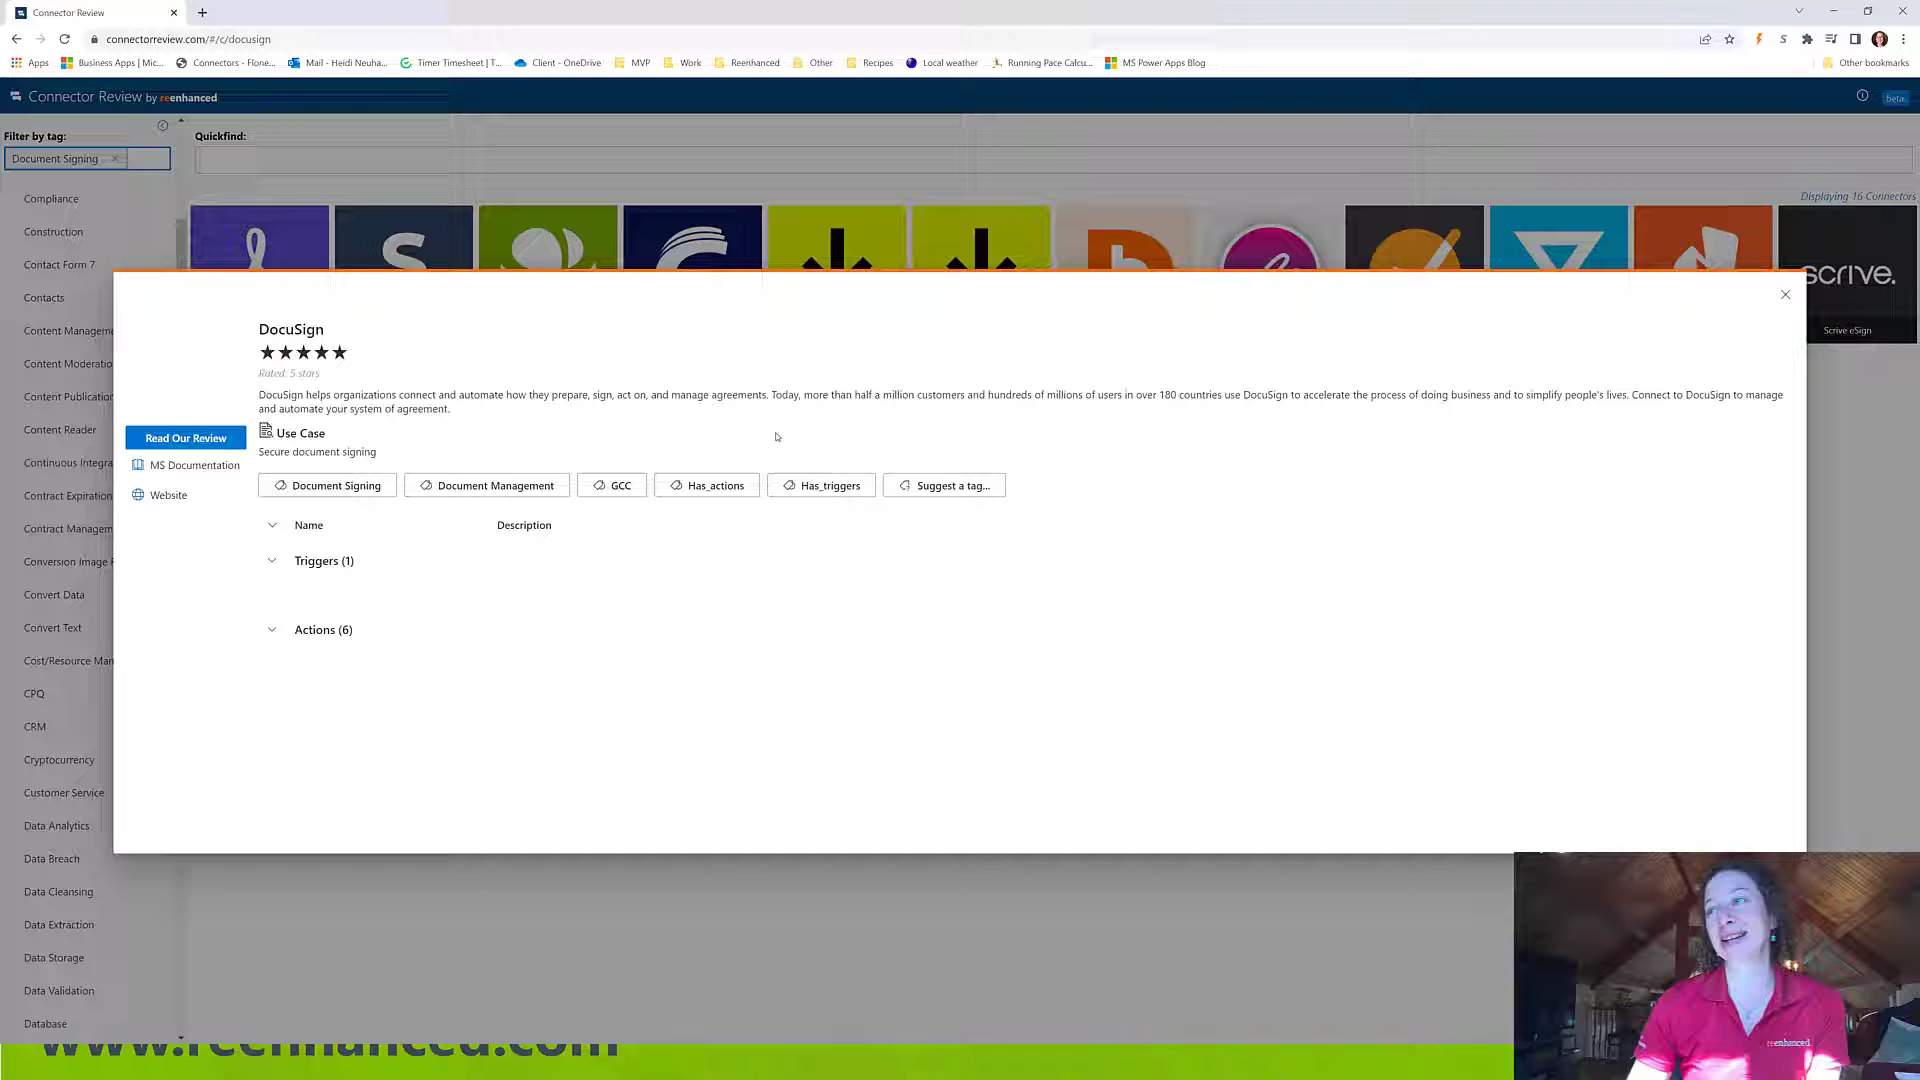 Connector Review
connectorreview.com/#/c/docusign
Apps
Business Apps | Mic...
Connectors - Flone...
Mail - Heidi Neuha...
Timer Timesheet | T...
Client - OneDrive
MVP
Work
Reenhanced
Other
Recipes
Local weather
Running Pace Calcu...
MS Power Apps Blog
Other bookmarks
Connector Review by reenhanced
beta
Filter by tag:
Document Signing
Quickfind:
Displaying 16 Connectors
Compliance
Construction
Contact Form 7
Contacts
Content Manageme
Content Moderatio
Content Publication
Content Reader
Continuous Integra
Contract Expiration
Contract Managem
Conversion Image
Convert Data
Convert Text
Cost/Resource Man
CPQ
CRM
Cryptocurrency
Customer Service
Data Analytics
Data Breach
Data Cleansing
Data Extraction
Data Storage
Data Validation
Database
scrive.
Scrive eSign
DocuSign
Rated: 5 stars
DocuSign helps organizations connect and automate how they prepare, sign, act on, and manage agreements. Today, more than half a million customers and hundreds of millions of users in over 180 countries use DocuSign to accelerate the process of doing business and to simplify people's lives. Connect to DocuSign to manage
and automate your system of agreement.
Read Our Review
MS Documentation
Website
Use Case
Secure document signing
Document Signing
Document Management
GCC
Has_actions
Has_triggers
Suggest a tag...
Name
Description
Triggers (1)
Actions (6)
www.reenhanced.com
reenhanced